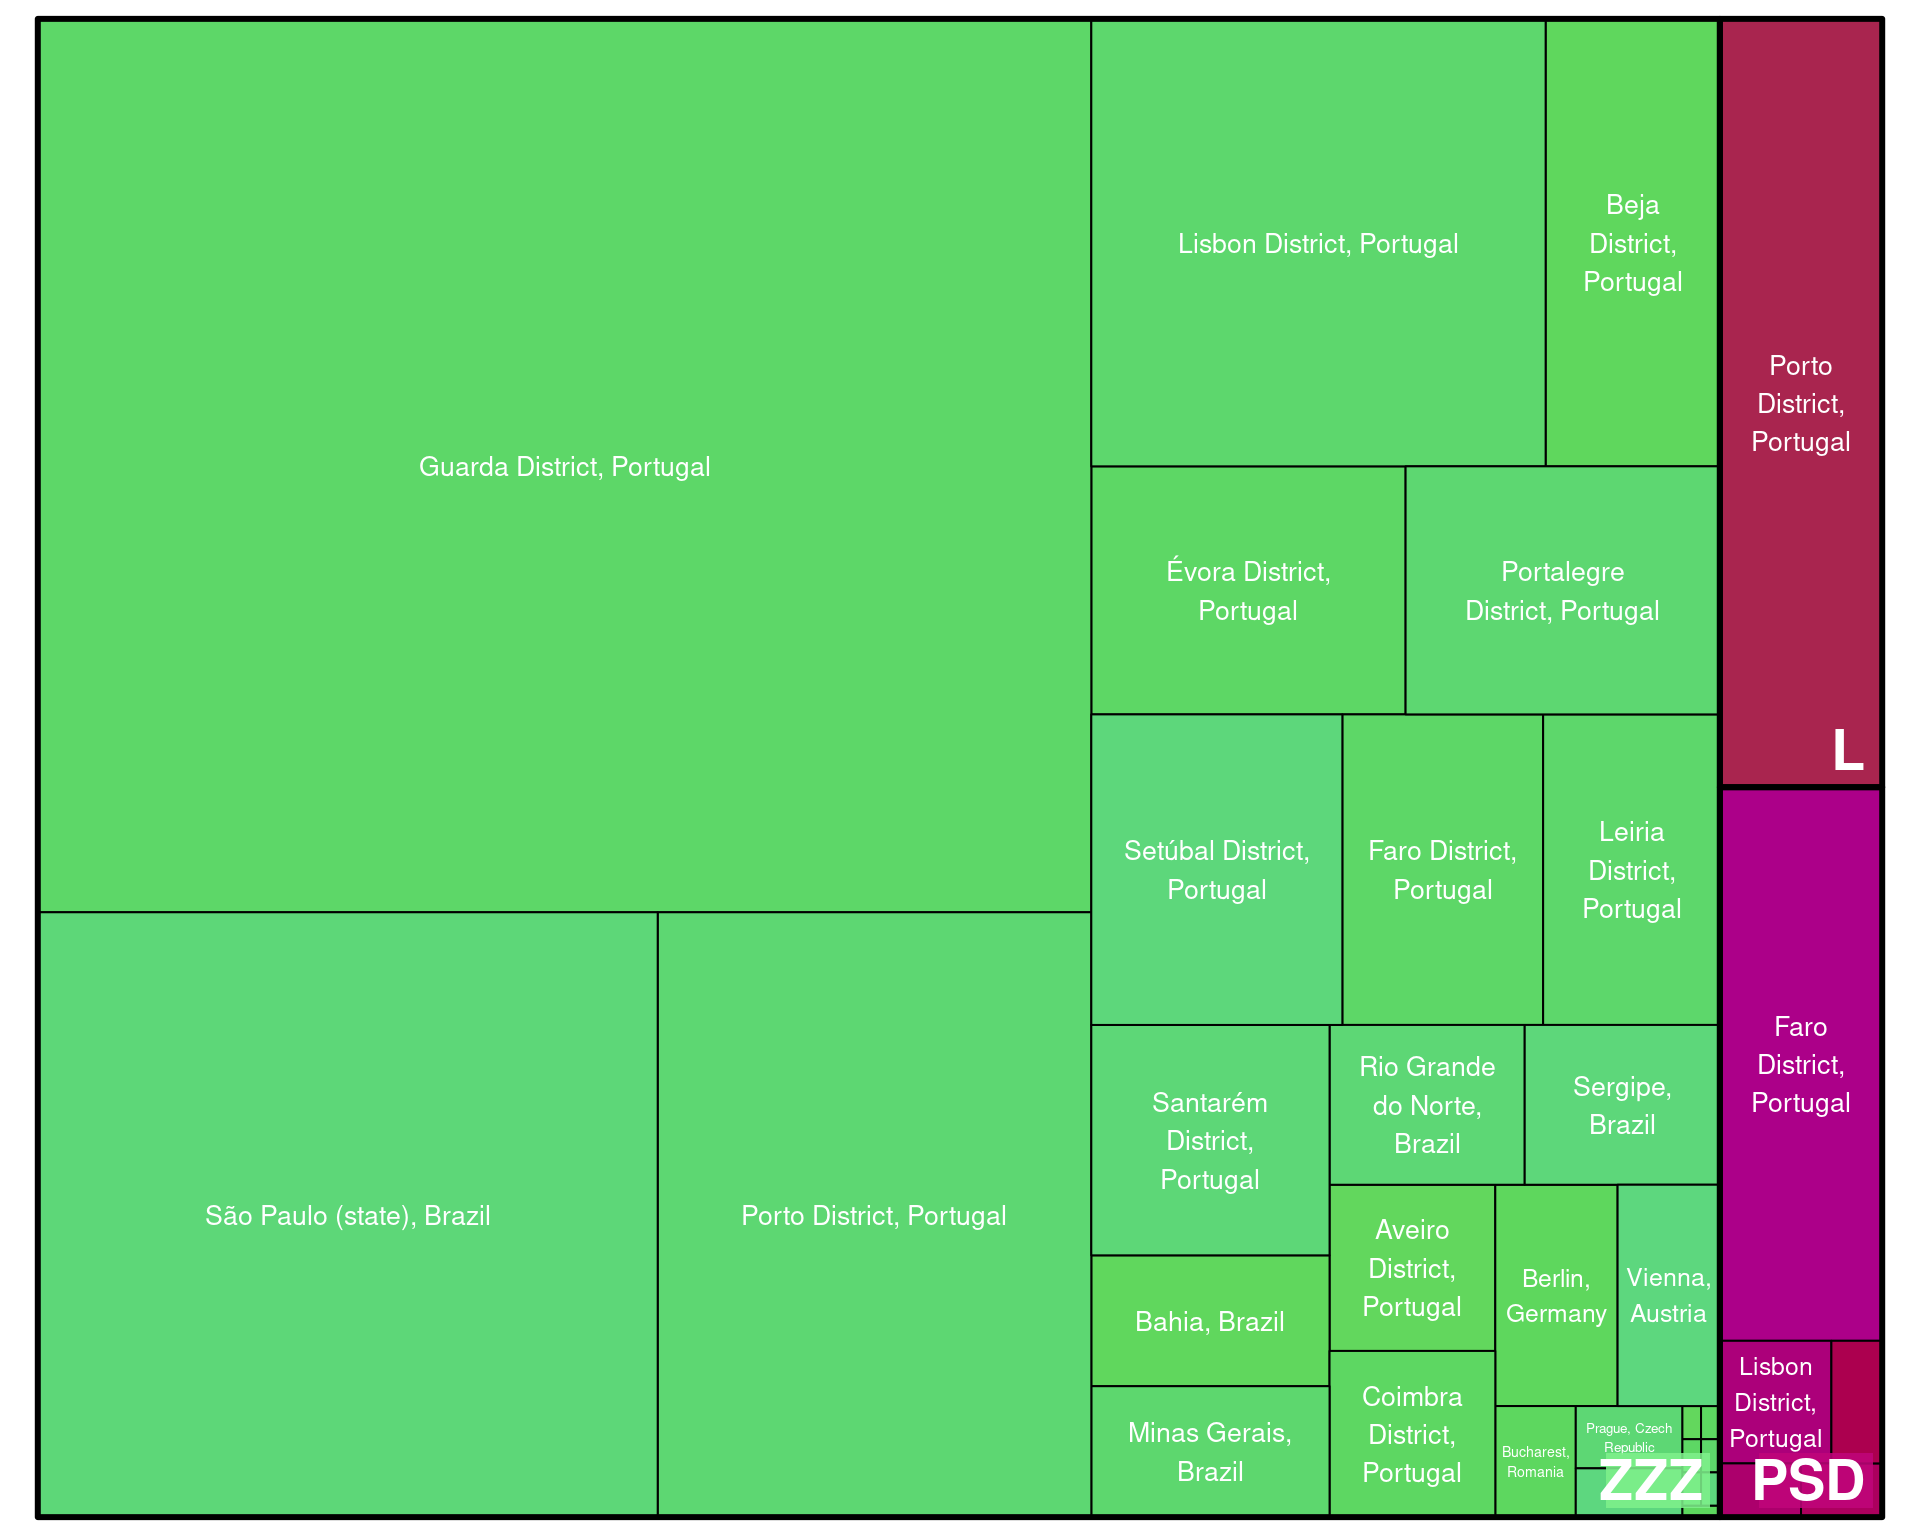 Guarda District, Portugal
Lisbon District, Portugal
Beja
District,
Portugal
Porto
District,
Portugal
L
Évora District,
Portugal
Portalegre
District, Portugal
Setúbal District,
Portugal
Faro District,
Portugal
Leiria
District,
Portugal
São Paulo (state), Brazil
Porto District, Portugal
Santarém
District,
Portugal
Rio Grande
do Norte,
Brazil
Sergipe,
Brazil
Faro
District,
Portugal
Bahia, Brazil
Minas Gerais,
Brazil
Aveiro
District,
Portugal
Coimbra
District,
Portugal
Berlin,
Germany
Vienna,
Austria
Bucharest,
Romania
Prague, Czech
Republic
ZZZ
Lisbon
District,
Portugal
PSD